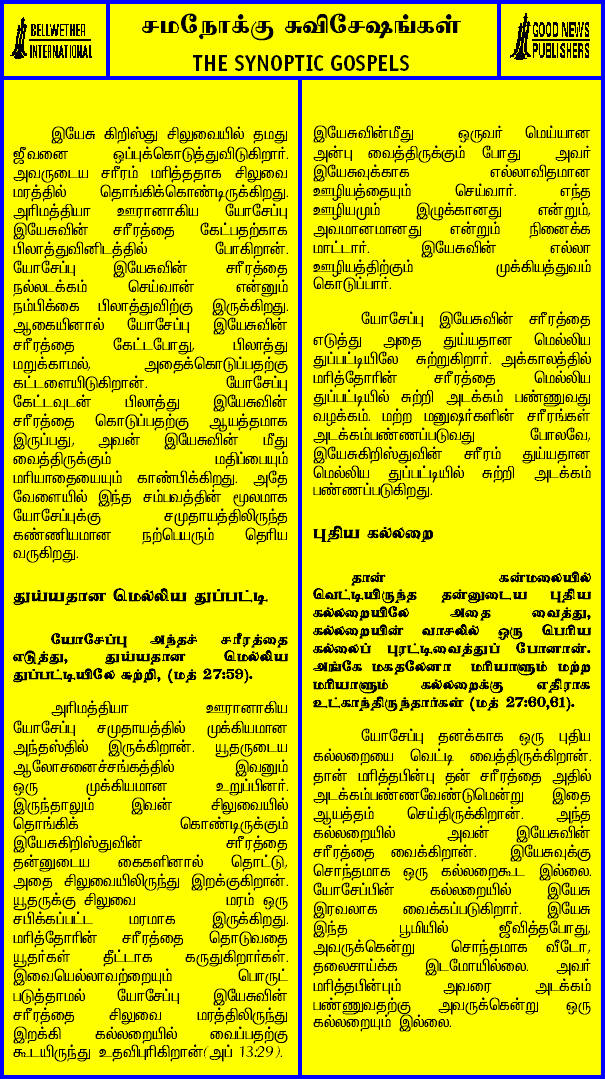 BELLWETHER
INTERNATIONAL
சமநோக்கு சுவிசேஷங்கள்
THE SYNOPTIC GOSPELS
GOOD NEWS
PUBLISHERS
இயேசு கிறிஸ்து சிலுவையில் தமது
ஜீவனை ஒப்புக்கொடுத்துவிடுகிறார்.
அவருடைய சரீரம் மரித்ததாக சிலுவை
மரத்தில் தொங்கிக்கொண்டிருக்கிறது.
அரிமத்தியா ஊரானாகிய யோசேப்பு
இயேசுவின் சரீரத்தை கேட்பதற்காக
பிலாத்துவினிடத்தில் போகிறான்.
யோசேப்பு இயேசுவின் சரீரத்தை
நல்லடக்கம் செய்வான் என்னும்
நம்பிக்கை பிலாத்துவிற்கு இருக்கிறது.
ஆகையினால் யோசேப்பு இயேசுவின்
சரீரத்தை கேட்டபோது, பிலாத்து
மறுக்காமல், அதைக்கொடுப்பதற்கு
கட்டளையிடுகிறான். யோசேப்பு
கேட்டவுடன் பிலாத்து இயேசுவின்
சரீரத்தை கொடுப்பதற்கு ஆயத்தமாக
இருப்பது, அவன் இயேசுவின் மீது
வைத்திருக்கும் மதிப்பையும்
மரியாதையையும் காண்பிக்கிறது. அதே
வேளையில் இந்த சம்பவத்தின் மூலமாக
யோசேப்புக்கு சமுதாயத்திலிருந்த
கண்ணியமான நற்பெயரும் தெரிய
வருகிறது.
துய்யதான மெல்லிய துப்பட்டி.
யோசேப்பு அந்தச் சரீரத்தை
எடுத்து, துய்யதான மெல்லிய
துப்பட்டியிலே சுற்றி, (மத் 27:59).
அரிமத்தியா ஊரானாகிய
யோசேப்பு சமுதாயத்தில் முக்கியமான
அந்தஸ்தில் இருக்கிறான். யூதருடைய
ஆலோசனைச்சங்கத்தில் இவனும்
ஒரு முக்கியமான உறுப்பினர்.
இருந்தாலும் இவன் சிலுவையில்
தொங்கிக் கொண்டிருக்கும்
இயேசுகிறிஸ்துவின் சரீரத்தை
தன்னுடைய கைகளினால் தொட்டு,
அதை சிலுவையிலிருந்து இறக்குகிறான்.
யூதருக்கு சிலுவை மரம் ஒரு
சபிக்கப்பட்ட மரமாக இருக்கிறது.
மரித்தோரின் சரீரத்தை தொடுவதை
யூதர்கள் தீட்டாக கருதுகிறார்கள்.
இவையெல்லாவற்றையும் பொருட்
படுத்தாமல் யோசேப்பு இயேசுவின்
சரீரத்தை சிலுவை மரத்திலிருந்து
இறக்கி கல்லறையில் வைப்பதற்கு
கூடயிருந்து உதவிபுரிகிறான்(அப் 13:29).
இயேசுவின்மீது ஒருவர் மெய்யான
அன்பு வைத்திருக்கும் போது அவர்
இயேசுவுக்காக எல்லாவிதமான
ஊழியத்தையும் செய்வார். எந்த
ஊழியமும் இழுக்கானது என்றும்,
அவமானமானது என்றும் நினைக்க
மாட்டார். இயேசுவின் எல்லா
ஊழியத்திற்கும் முக்கியத்துவம்
கொடுப்பார்.
யோசேப்பு இயேசுவின் சரீரத்தை
எடுத்து அதை துய்யதான மெல்லிய
துப்பட்டியிலே சுற்றுகிறார். அக்காலத்தில்
மரித்தோரின் சரீரத்தை மெல்லிய
துப்பட்டியில் சுற்றி அடக்கம் பண்ணுவது
வழக்கம். மற்ற மனுஷர்களின் சரீரங்கள்
அடக்கம்பண்ணப்படுவது போலவே,
இயேசுகிறிஸ்துவின் சரீரம் துய்யதான
மெல்லிய துப்பட்டியில் சுற்றி அடக்கம்
பண்ணப்படுகிறது.
புதிய கல்லறை
தான் கன்மலையில்
வெட்டியிருந்த தன்னுடைய புதிய
கல்லறையிலே அதை வைத்து,
கல்லறையின் வாசலில் ஒரு பெரிய
கல்லைப் புரட்டிவைத்துப் போனான்.
அங்கே மகதலேனா மரியாளும் மற்ற
மரியாளும் கல்லறைக்கு எதிராக
உட்காந்திருந்தார்கள் (மத் 27:60,61).
யோசேப்பு தனக்காக ஒரு புதிய
கல்லறையை வெட்டி வைத்திருக்கிறான்.
தான் மரித்தபின்பு தன் சரீரத்தை அதில்
அடக்கம்பண்ணவேண்டுமென்று இதை
ஆயத்தம் செய்திருக்கிறான். அந்த
கல்லறையில் அவன் இயேசுவின்
சரீரத்தை வைக்கிறான். இயேசுவுக்கு
சொந்தமாக ஒரு கல்லறைகூட இல்லை.
யோசேப்பின் கல்லறையில் இயேசு
இரவலாக வைக்கப்படுகிறார். இயேசு
இந்த பூமியில் ஜீவித்தபோது,
அவருக்கென்று சொந்தமாக வீடோ,
தலைசாய்க்க இடமோயில்லை. அவர்
மரித்தபின்பும் அவரை அடக்கம்
பண்ணுவதற்கு அவருக்கென்று ஒரு
கல்லறையும் இல்லை.